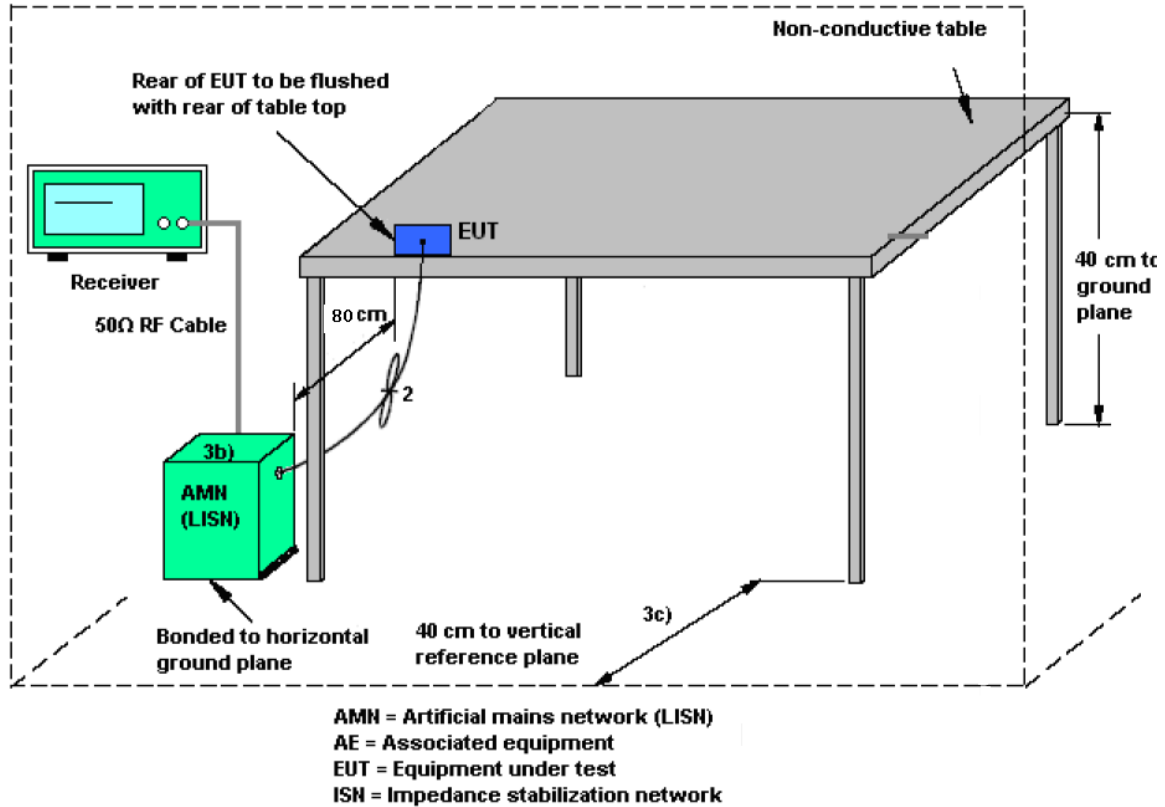 Non-conductive table
Rear of EUT to be flushed
with rear of table top
EUT
Receiver
50Ω RF Cable
80 cm
40 cm to
ground
plane
2
3b)
AMN
(LISN)
3c)
Bonded to horizontal
ground plane
40 cm to vertical
reference plane
AMN = Artificial mains network (LISN)
AE = Associated equipment
EUT = Equipment under test
ISN = Impedance stabilization network